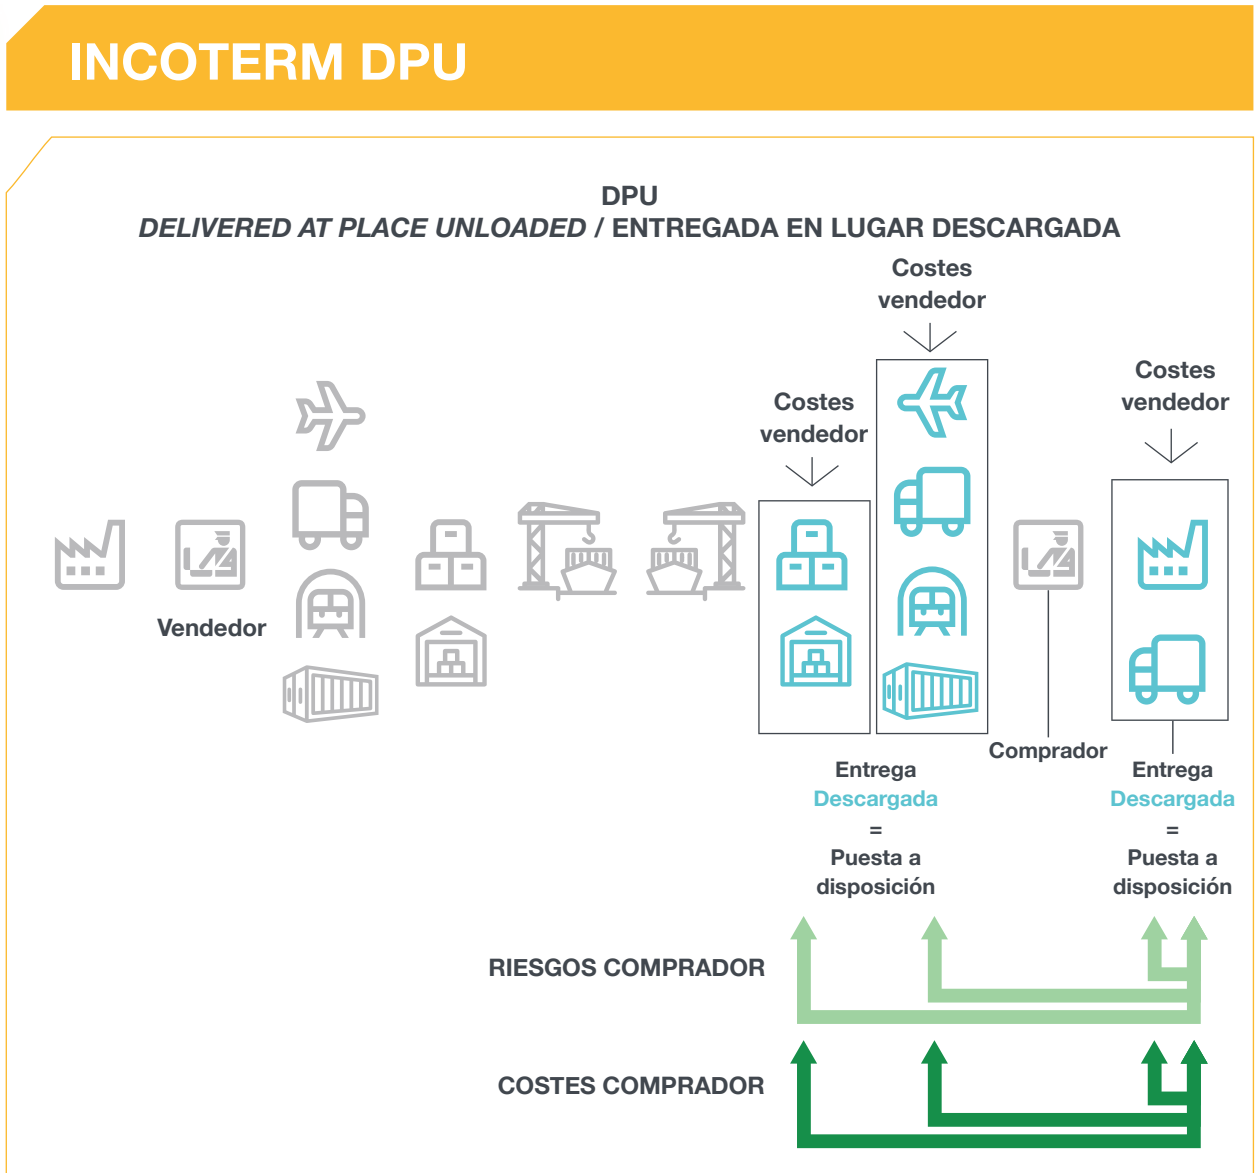 INCOTERM DPU
DPU
DELIVERED AT PLACE UNLOADED / ENTREGADA EN LUGAR DESCARGADA
Costes
vendedor
Costes
vendedor
Costes
vendedor
Vendedor
Comprador
Entrega
Descargada
=
Puesta a
disposición
Entrega
Descargada
=
Puesta a
disposición
RIESGOS COMPRADOR
COSTES COMPRADOR